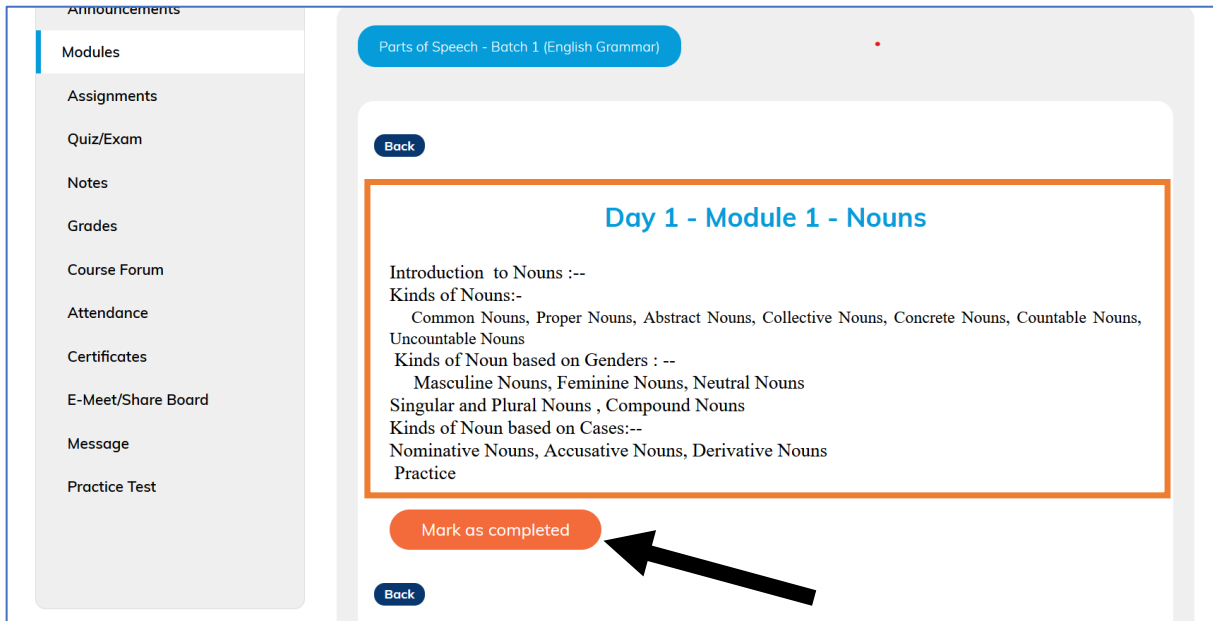 Announcements
Modules
Assignments
Quiz/Exam
Notes
Grades
Course Forum
Attendance
Certificates
E-Meet/Share Board
Message
Practice Test
Parts of Speech - Batch 1 (English Grammar)
Back
Day 1 - Module 1 - Nouns
Introduction to Nouns :--
Kinds of Nouns:-
Common Nouns, Proper Nouns, Abstract Nouns, Collective Nouns, Concrete Nouns, Countable Nouns,
Uncountable Nouns
Kinds of Noun based on Genders : --
Masculine Nouns, Feminine Nouns, Neutral Nouns
Singular and Plural Nouns , Compound Nouns
Kinds of Noun based on Cases:--
Nominative Nouns, Accusative Nouns, Derivative Nouns
Practice
Mark as completed
Back